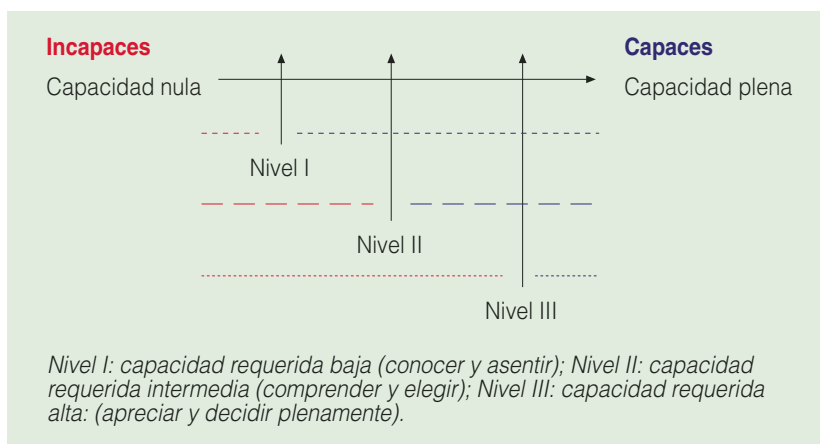 Incapaces
Capaces
Capacidad nula
Capacidad plena
Nivel I
Nivel II
Nivel III
Nivel I: capacidad requerida baja (conocer y asentir); Nivel II: capacidad
requerida intermedia (comprender y elegir); Nivel III: capacidad requerida
alta: (apreciar y decidir plenamente).